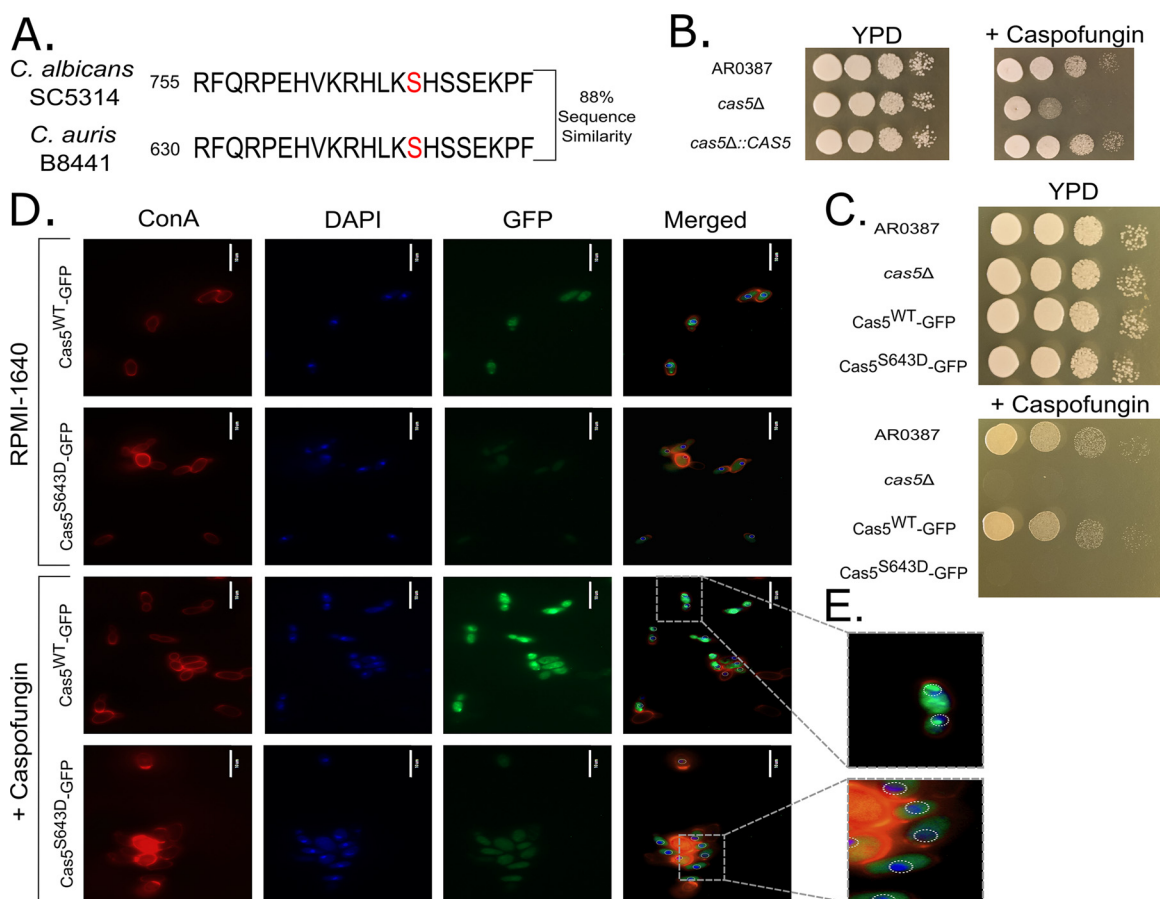 A.
C. albicans
SC5314
755 RFQRPEHVKRHLKSHSSEKPF
C. auris
B8441
630 RFQRPEHVKRHLKSHSSEKPF
88%
Sequence
Similarity
B.
YPD
+ Caspofungin
AR0387
cas5Δ
cas5Δ::CAS5
C.
YPD
AR0387
cas5Δ
Cas5WT-GFP
Cas5S643D-GFP
+ Caspofungin
AR0387
cas5Δ
Cas5WT-GFP
Cas5S643D-GFP
D.
ConA DAPI GFP Merged
RPMI-1640
Cas5WT-GFP
Cas5S643D-GFP
+ Caspofungin
Cas5WT-GFP
Cas5S643D-GFP
E.